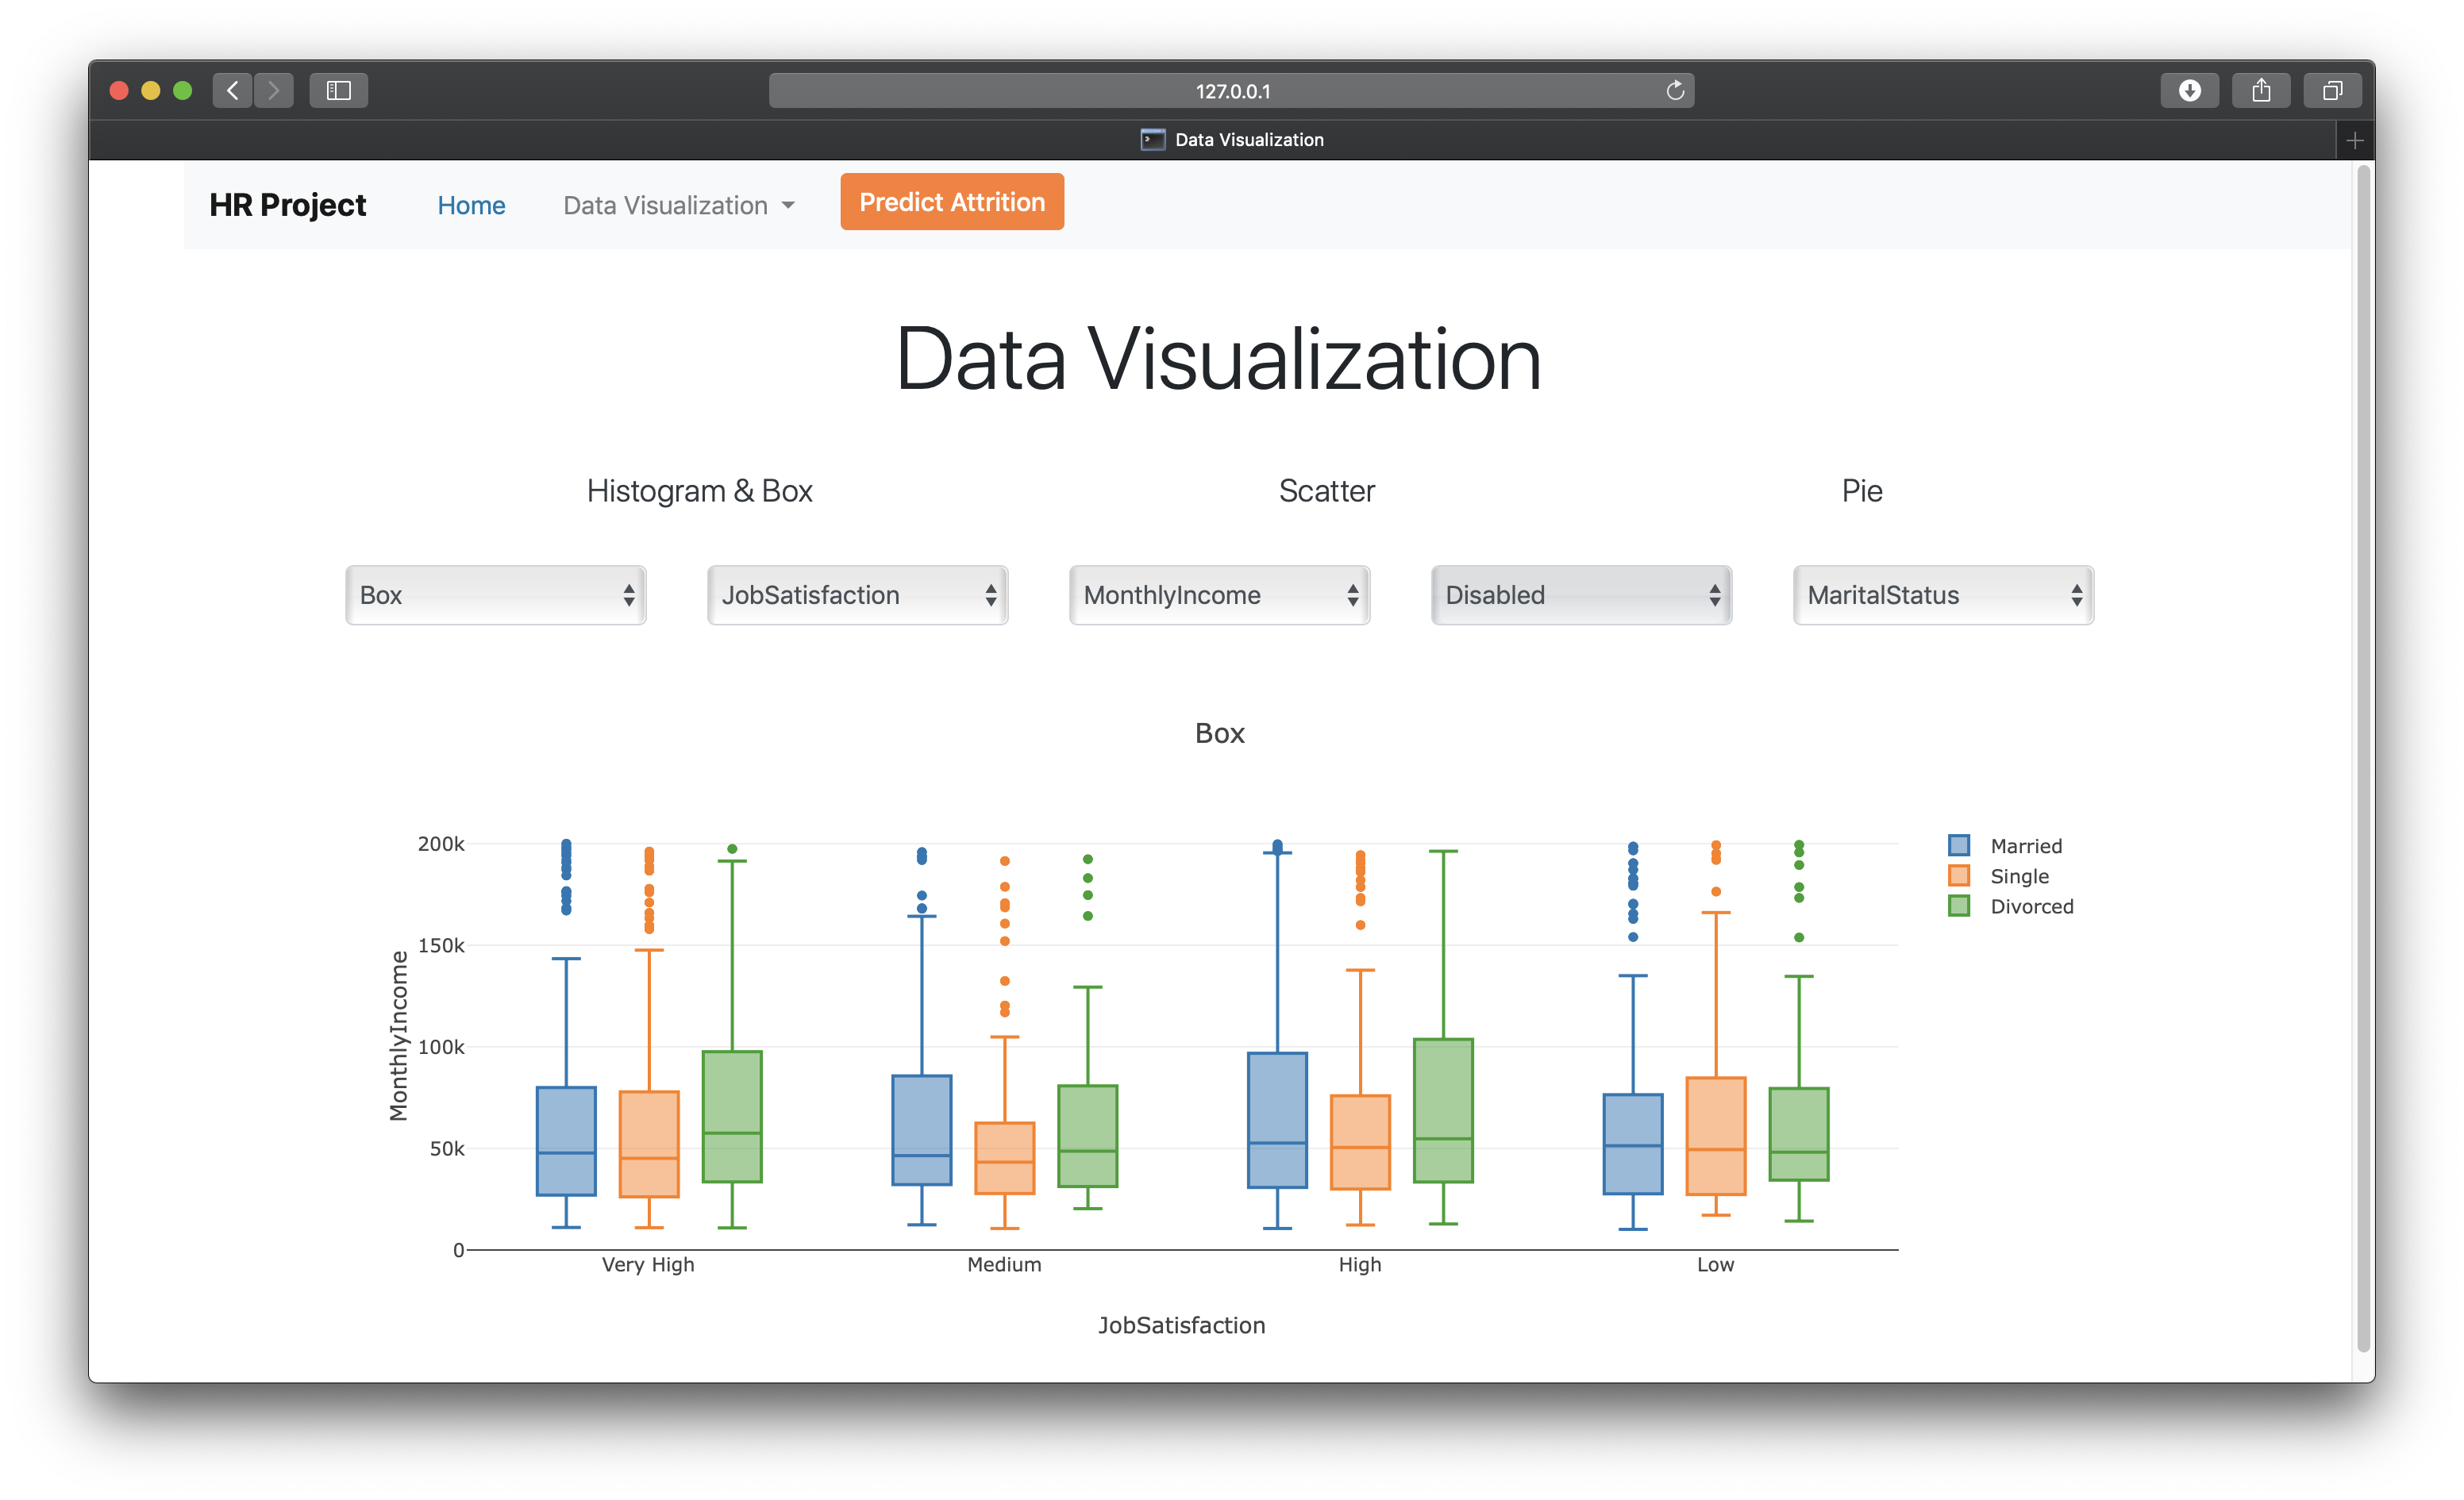 127.0.0.1
Data Visualization
HR Project Home Data Visualization Predict Attrition
Data Visualization
Histogram & Box Scatter Pie
Box JobSatisfaction MonthlyIncome Disabled MaritalStatus
Box
200k
150k
100k
50k
0
MonthlyIncome
Very High Medium High Low
JobSatisfaction
Married
Single
Divorced